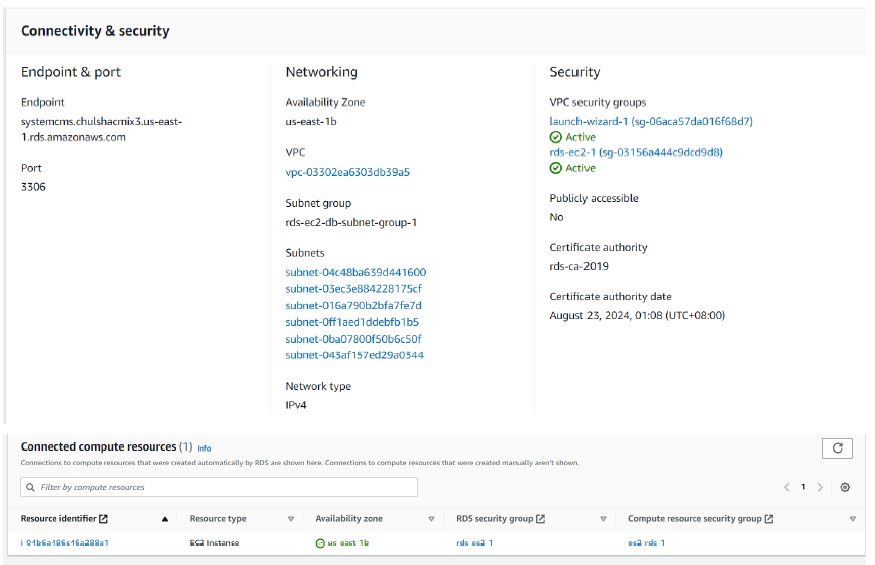 Connectivity & security
Endpoint & port
Endpoint
systemcms.chulshacmix3.us-east-
1.rds.amazonaws.com
Port
3306
Networking
Availability Zone
us-east-1b
VPC
vpc-03302ea6303db39a5
Subnet group
rds-ec2-db-subnet-group-1
Subnets
subnet-04c48ba639d441600
subnet-03ec3e884228175cf
subnet-016a790b2bfa7fe7d
subnet-0ff1aed1ddebfb1b5
subnet-0ba07800f50b6c50f
subnet-043af157ed29a0344
Network type
IPv4
Security
VPC security groups
launch-wizard-1 (sg-06aca57da016f68d7)
Active
rds-ec2-1 (sg-03156a444c9dcd9d8)
Active
Publicly accessible
No
Certificate authority
rds-ca-2019
Certificate authority date
August 23, 2024, 01:08 (UTC+08:00)
Connected compute resources (1) Info
Connections to compute resources that were created automatically by RDS are shown here. Connections to compute resources that were created manually aren't shown.
Filter by compute resources
1
Resource identifier Resource type Availability zone RDS security group Compute resource security group
EC2 Instance us east 1b rds ec2 1 ec2 rds 1